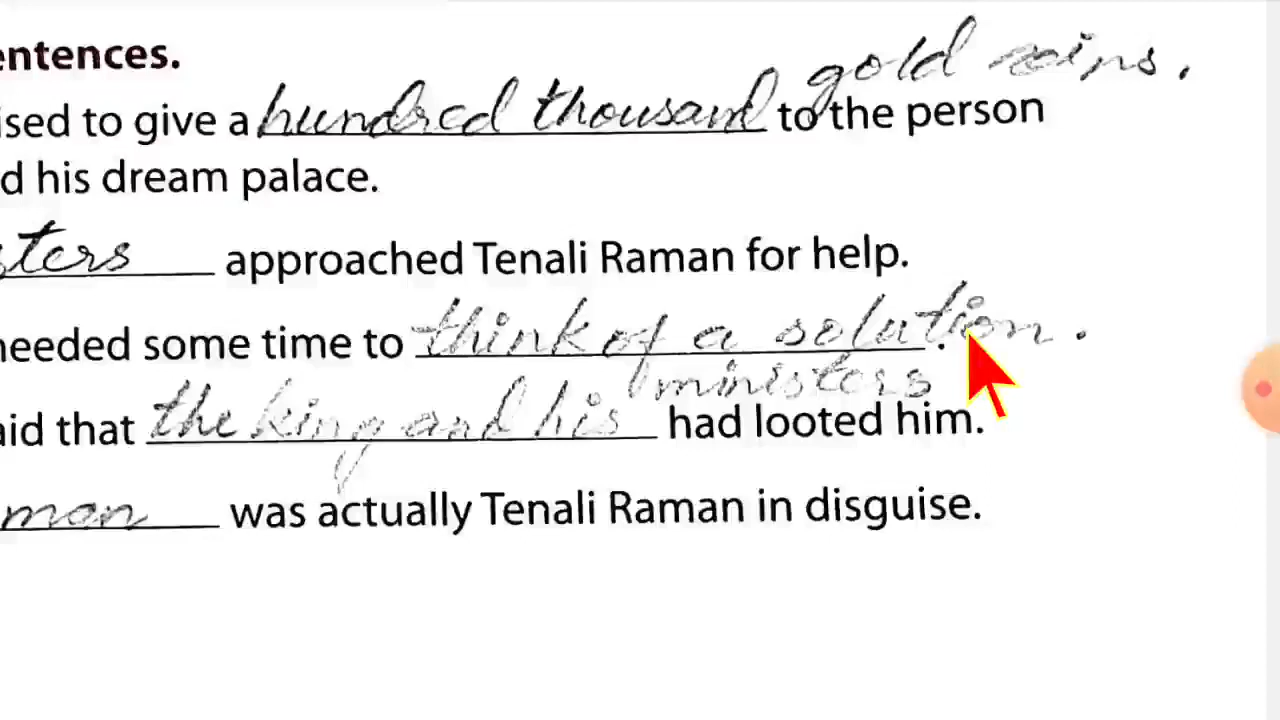 entences.
gold coins.
ised to give a hundred thousand to the person
d his dream palace.
sters approached Tenali Raman for help.
needed some time to think of a solution.
ministers
aid that the king and his had looted him.
man was actually Tenali Raman in disguise.